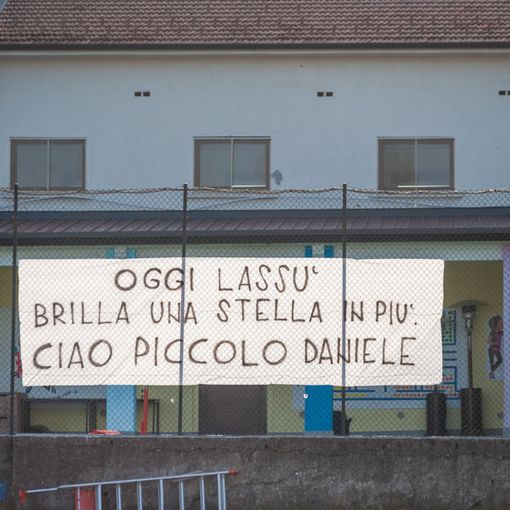 OGGI LASSU'
BRILLA UNA STELLA IN PIU'.
CIAO PICCOLO DANIELE